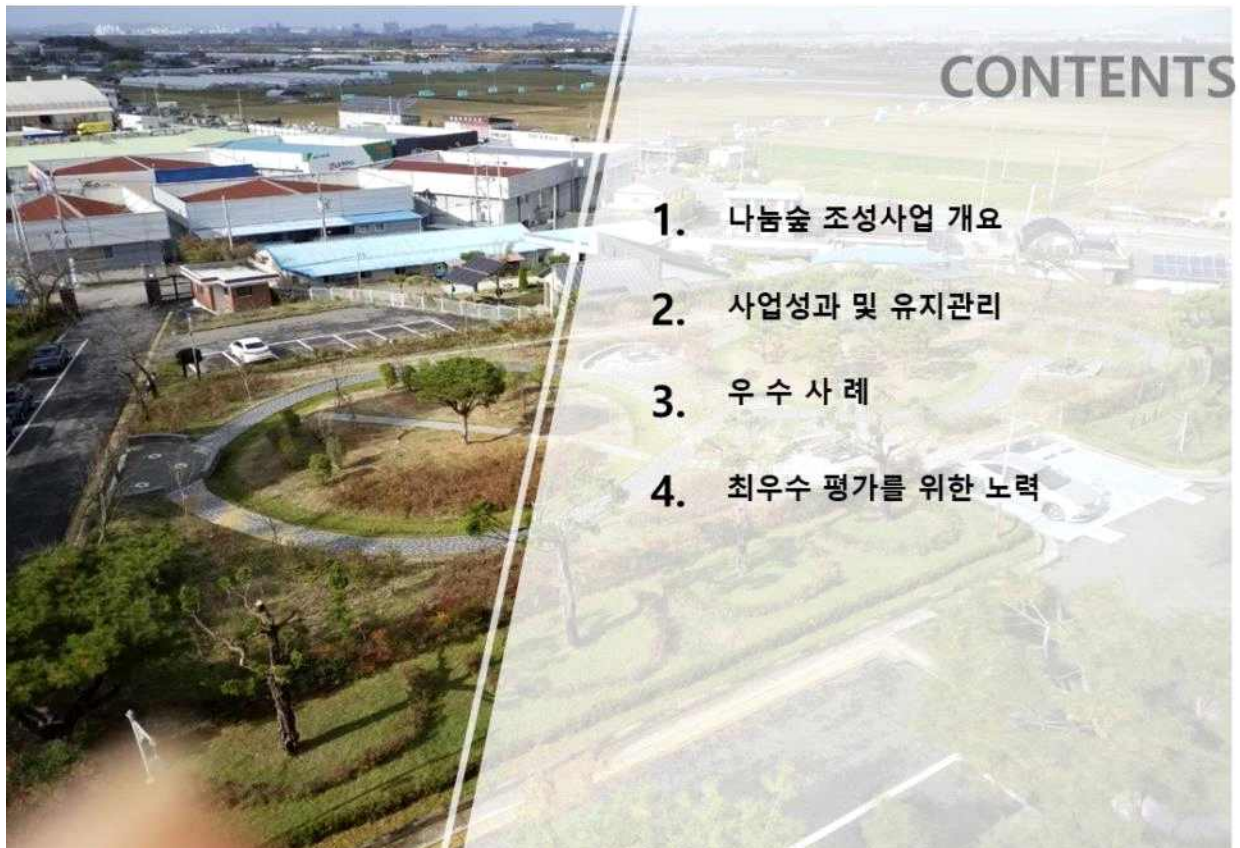 CONTENTS
1. 나눔숲 조성사업 개요
2. 사업성과 및 유지관리
3. 우 수 사 례
4. 최우수 평가를 위한 노력